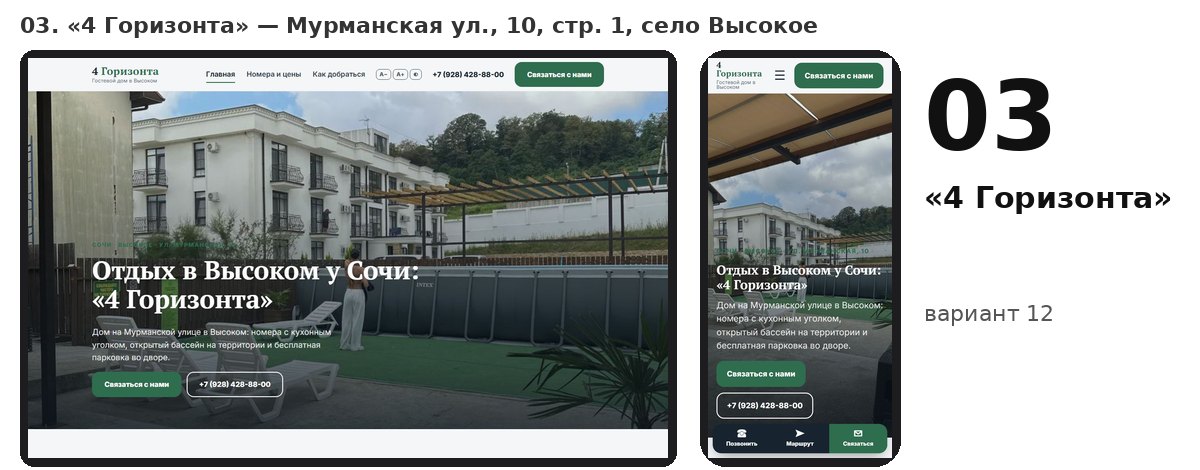 03. «4 Горизонта» — Мурманская ул., 10, стр. 1, село Высокое
4 Горизонта
Гостевой дом в Высоком
Главная
Номера и цены
Как добраться
A−
A+
+7 (928) 428-88-00
Связаться с нами
INTEX
Отдых в Высоком у Сочи:
«4 Горизонта»
Дом на Мурманской улице в Высоком: номера с кухонным
уголком, открытый бассейн на территории и бесплатная
парковка во дворе.
Связаться с нами
+7 (928) 428-88-00
4
Горизонта
Гостевой дом в
Высоком
Связаться с нами
Отдых в Высоком у Сочи:
«4 Горизонта»
Дом на Мурманской улице в Высоком:
номера с кухонным уголком,
открытый бассейн на территории и
бесплатная парковка во дворе.
Связаться с нами
+7 (928) 428-88-00
Позвонить
Маршрут
Связаться
03
«4 Горизонта»
вариант 12